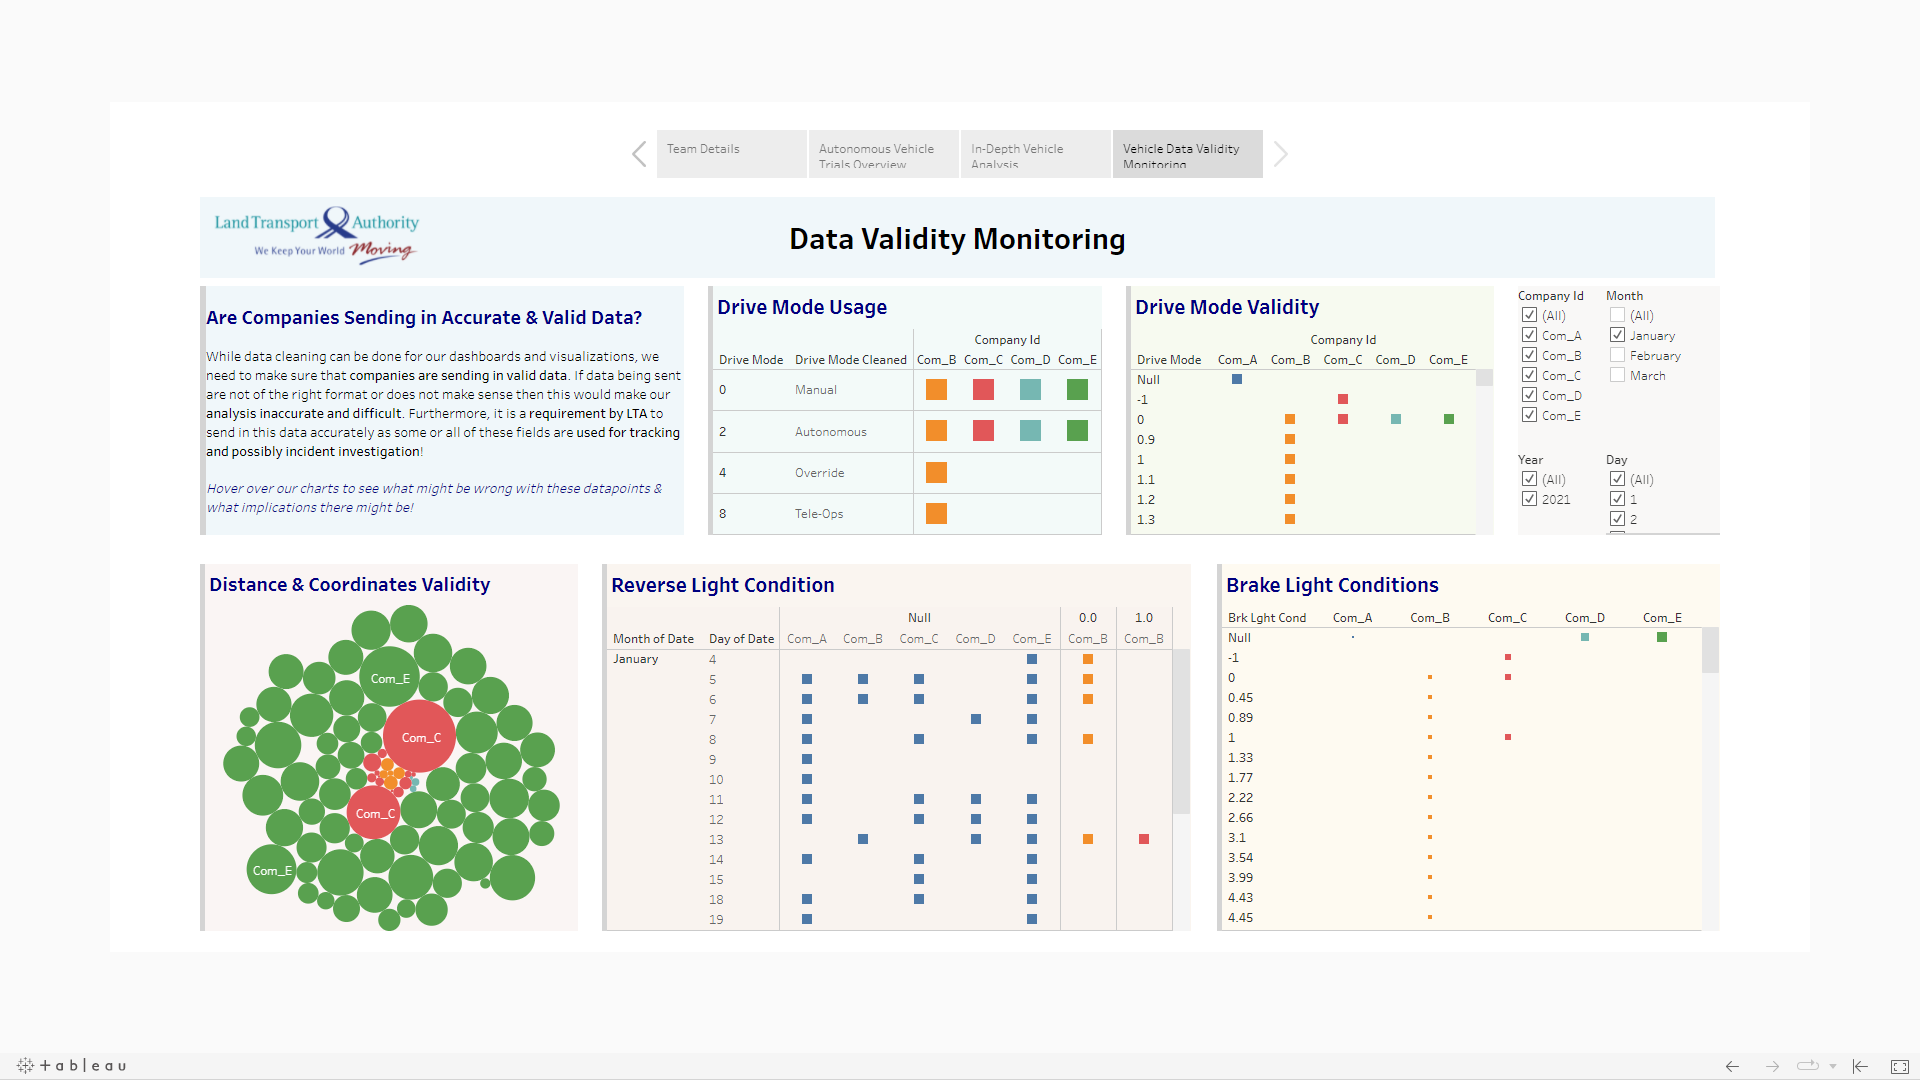 Team Details
Autonomous Vehicle
Trials Overview
In-Depth Vehicle
Analysis
Vehicle Data Validity
Monitoring
Land Transport Authority
We Keep Your World Moving
Data Validity Monitoring
Are Companies Sending in Accurate & Valid Data?
While data cleaning can be done for our dashboards and visualizations, we
need to make sure that companies are sending in valid data. If data being sent
are not of the right format or does not make sense then this would make our
analysis inaccurate and difficult. Furthermore, it is a requirement by LTA to
send in this data accurately as some or all of these fields are used for tracking
and possibly incident investigation!
Hover over our charts to see what might be wrong with these datapoints &
what implications there might be!
Drive Mode Usage
Company Id
Drive Mode Drive Mode Cleaned Com_B Com_C Com_D Com_E
0 Manual
2 Autonomous
4 Override
8 Tele-Ops
Drive Mode Validity
Company Id
Drive Mode Com_A Com_B Com_C Com_D Com_E
Null
-1
0
0.9
1
1.1
1.2
1.3
Company Id
(All)
Com_A
Com_B
Com_C
Com_D
Com_E
Month
(All)
January
February
March
Year
(All)
2021
Day
(All)
1
2
Distance & Coordinates Validity
Com_E
Com_C
Com_C
Com_E
Reverse Light Condition
Null 0.0 1.0
Month of Date Day of Date Com_A Com_B Com_C Com_D Com_E Com_B Com_B
January 4
5
6
7
8
9
10
11
12
13
14
15
18
19
Brake Light Conditions
Brk Lght Cond Com_A Com_B Com_C Com_D Com_E
Null
-1
0
0.45
0.89
1
1.33
1.77
2.22
2.66
3.1
3.54
3.99
4.43
4.45
+ableau